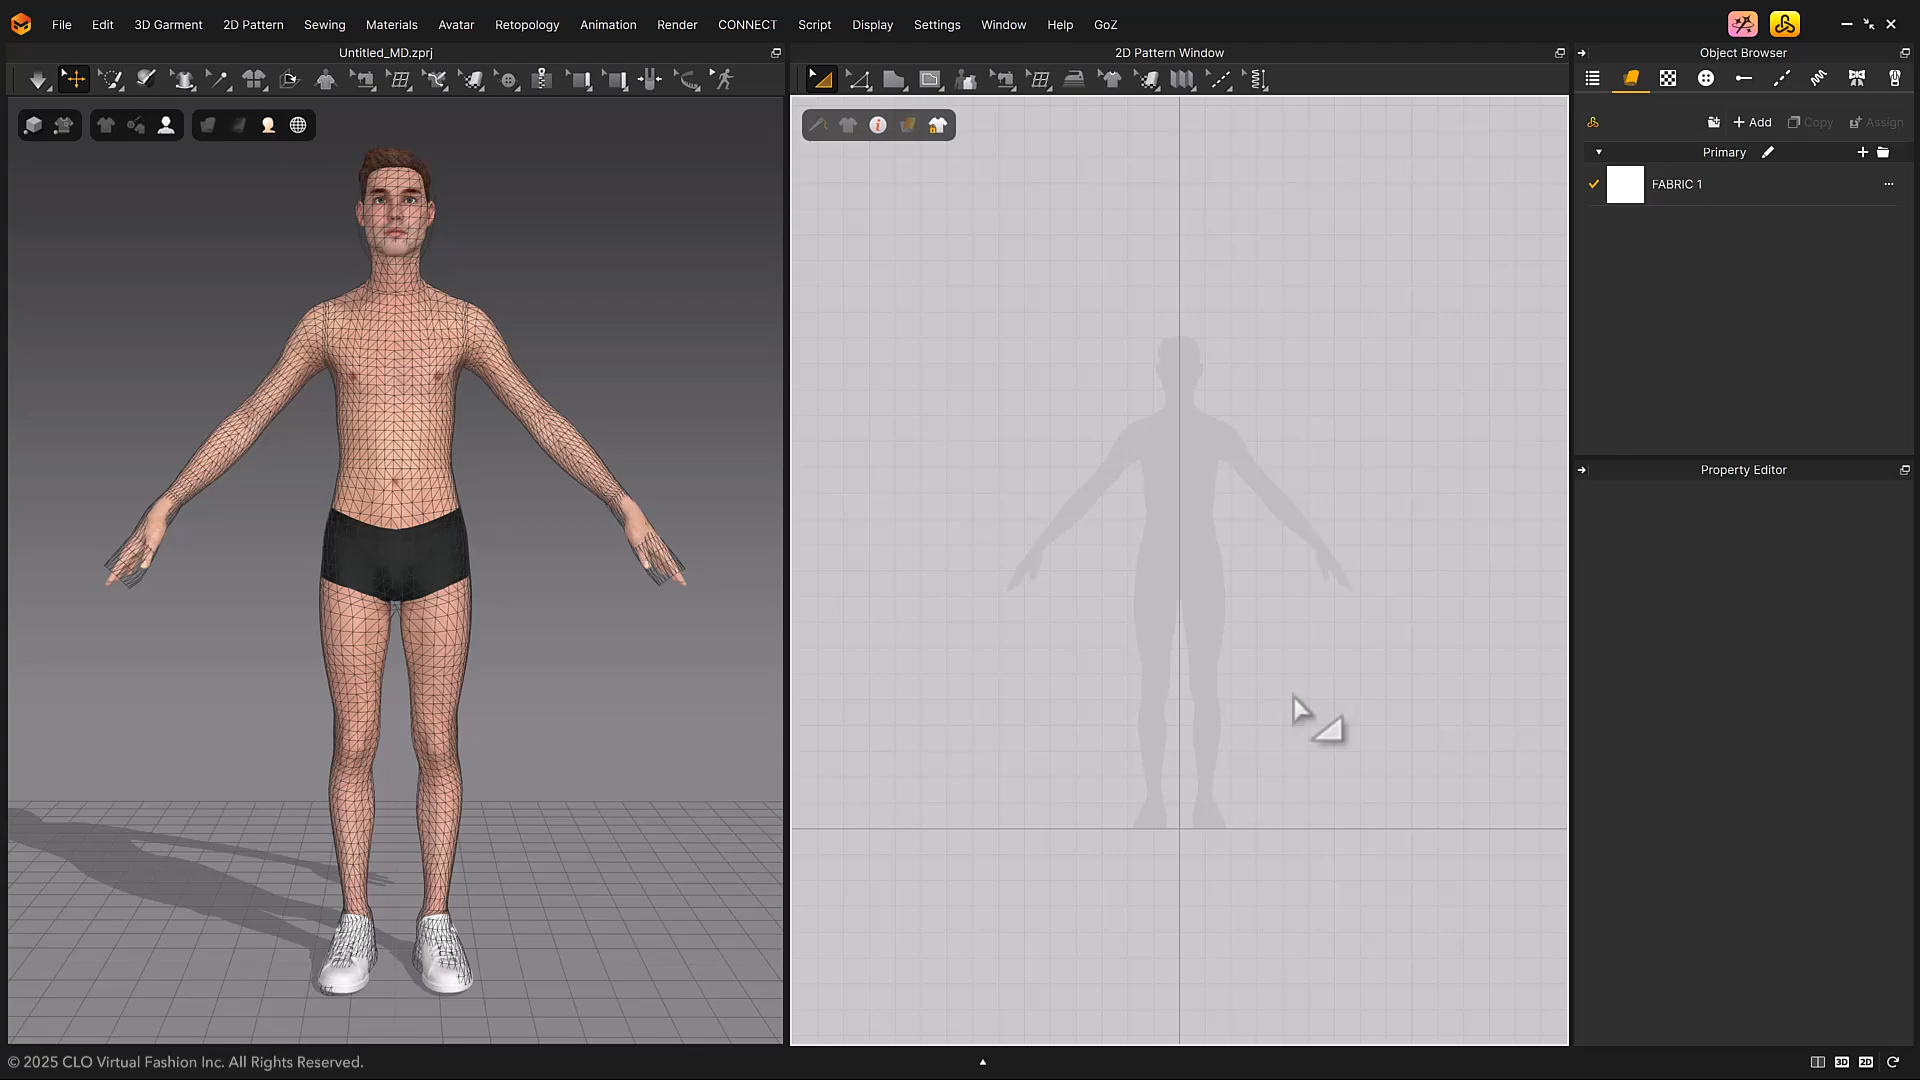 File Edit 3D Garment 2D Pattern Sewing Materials Avatar Retopology Animation Render CONNECT Script Display Settings Window Help GoZ
Untitled_MD.zprj
2D Pattern Window
Object Browser
+ Add Copy Assign
Primary
FABRIC 1
Property Editor
© 2025 CLO Virtual Fashion Inc. All Rights Reserved.
3D 2D